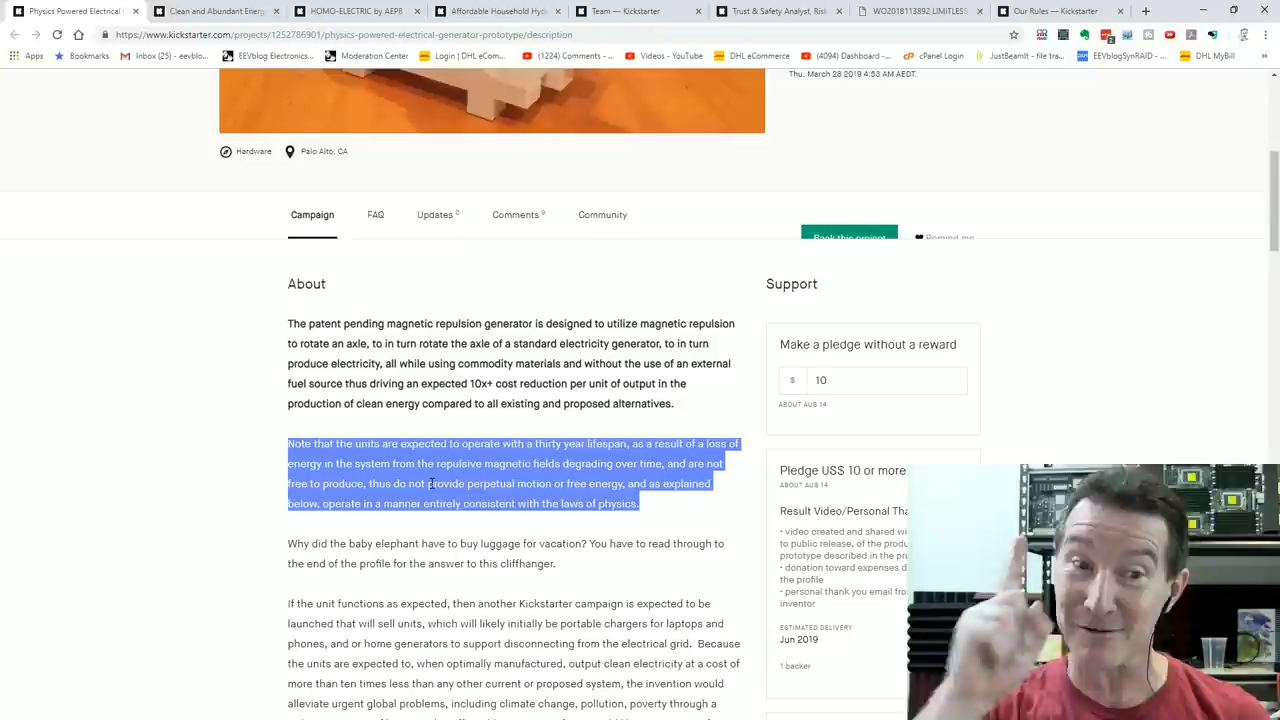 Physics Powered Electrical G
Clean and Abundant Energ
HOMO-ELECTRIC by AEPB
Affordable Household Hyd
Team — Kickstarter
Trust & Safety Analyst, Risk
WO2018113892 LIMITLESS
Our Rules — Kickstarter
https://www.kickstarter.com/projects/1252786901/physics-powered-electrical-generator-prototype/description
Apps
Bookmarks
Inbox (25) - eevblo...
EEVblog Electronics...
Moderation Center
Login | DHL eCom...
(1224) Comments -...
Videos - YouTube
DHL eCommerce
(4094) Dashboard -...
cPanel Login
JustBeamIt - file tra...
EEVblogSynRAID -...
DHL MyBill
Thu, March 28 2019 4:53 AM AEDT.
Hardware
Palo Alto, CA
Campaign
FAQ
Updates 0
Comments 0
Community
Back this project
Remind me
About
The patent pending magnetic repulsion generator is designed to utilize magnetic repulsion
to rotate an axle, to in turn rotate the axle of a standard electricity generator, to in turn
produce electricity, all while using commodity materials and without the use of an external
fuel source thus driving an expected 10x+ cost reduction per unit of output in the
production of clean energy compared to all existing and proposed alternatives.
Note that the units are expected to operate with a thirty year lifespan, as a result of a loss of
energy in the system from the repulsive magnetic fields degrading over time, and are not
free to produce, thus do not provide perpetual motion or free energy, and as explained
below, operate in a manner entirely consistent with the laws of physics.
Why did the baby elephant have to buy luggage for vacation? You have to read through to
the end of the profile for the answer to this cliffhanger.
If the unit functions as expected, then another Kickstarter campaign is expected to be
launched that will sell units, which will likely initially be portable chargers for laptops and
phones, and/or home generators to support disconnecting from the electrical grid. Because
the units are expected to, when optimally manufactured, output clean electricity at a cost of
more than ten times less than any other current or proposed system, the invention would
alleviate urgent global problems, including climate change, pollution, poverty through a
Support
Make a pledge without a reward
$ 10
ABOUT AUS 14
Pledge US$ 10 or more
ABOUT AUS 14
Result Video/Personal Tha
• video created and shared wi
to public release, of the produ
prototype described in the pr
• donation toward expenses d
the profile
• personal thank you email fro
inventor
ESTIMATED DELIVERY
Jun 2019
1 backer